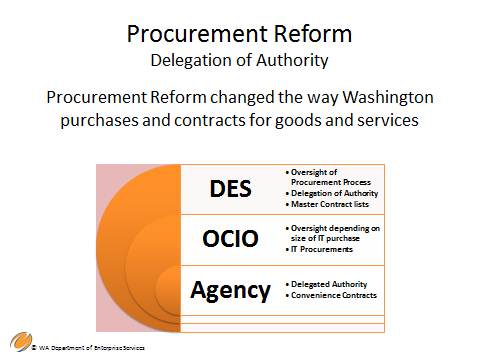 Procurement Reform
Delegation of Authority
Procurement Reform changed the way Washington
purchases and contracts for goods and services
DES
• Oversight of
Procurement Process
• Delegation of Authority
• Master Contract lists
OCIO
• Oversight depending on
size of IT purchase
• IT Procurements
Agency
• Delegated Authority
• Convenience Contracts
© WA Department of Enterprise Services